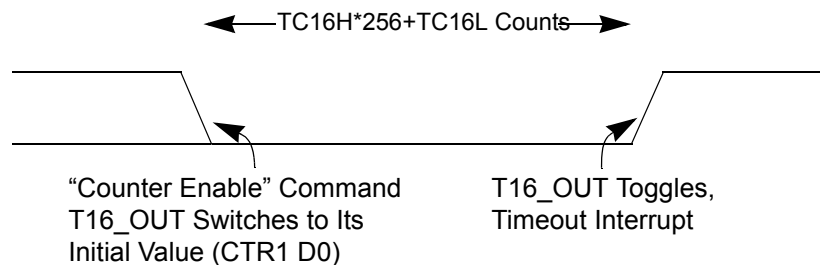 TC16H*256+TC16L Counts
“Counter Enable” Command
T16_OUT Switches to Its
Initial Value (CTR1 D0)
T16_OUT Toggles,
Timeout Interrupt